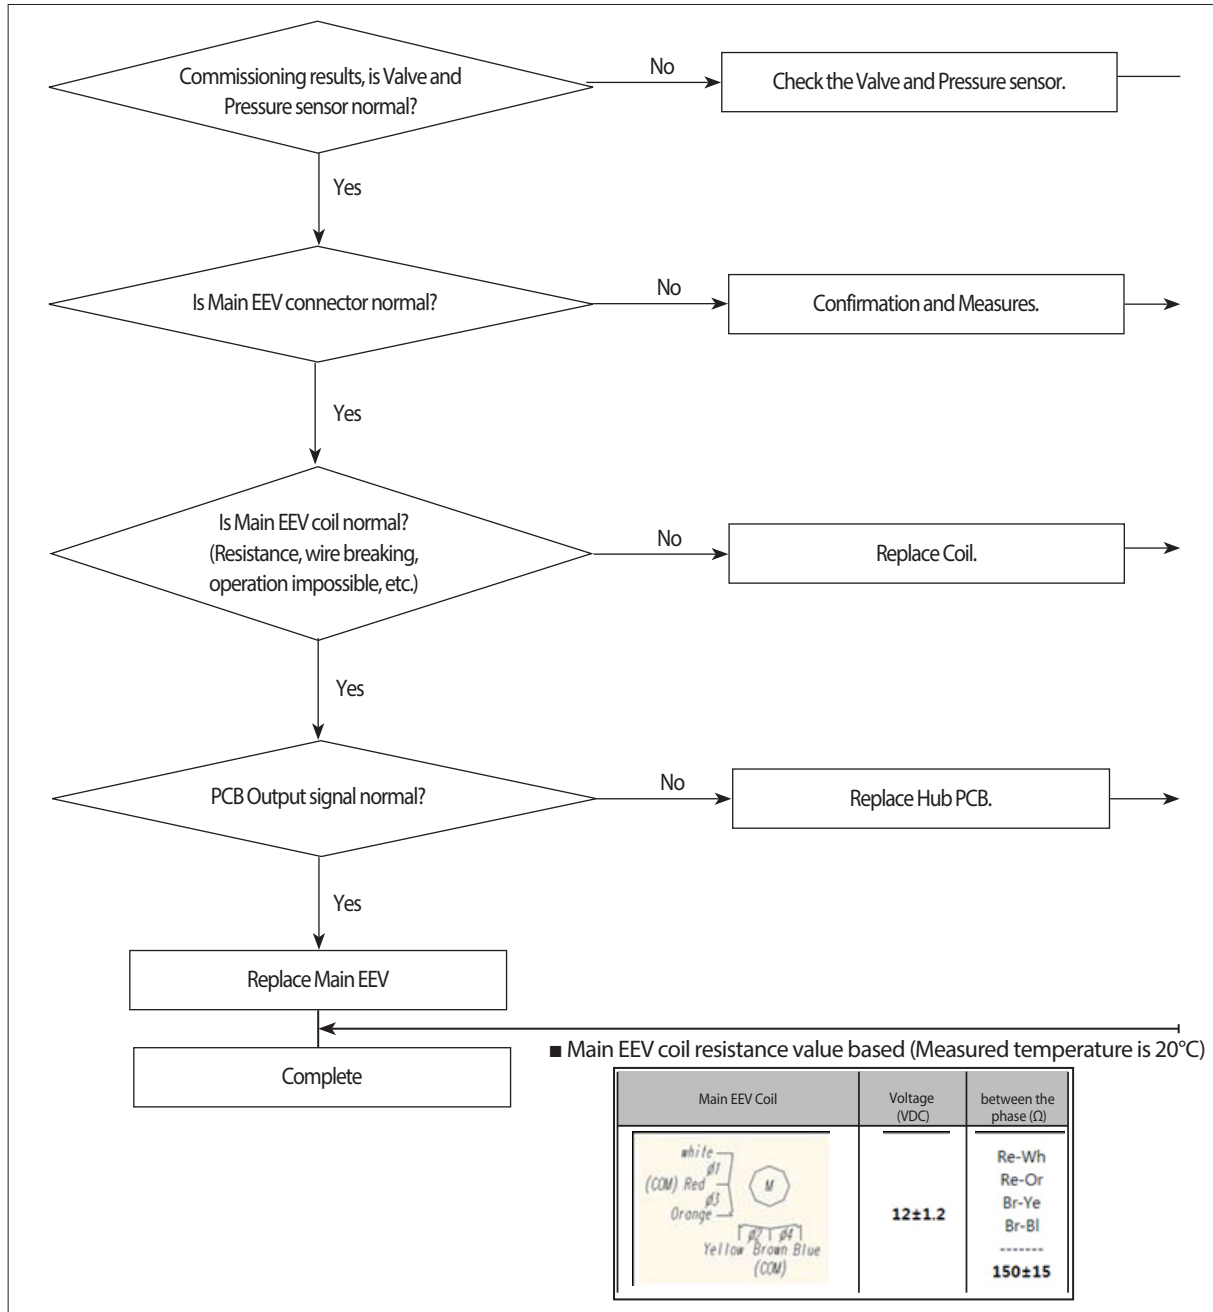 Commissioning results, is Valve and
Pressure sensor normal?
No
Check the Valve and Pressure sensor.
Yes
Is Main EEV connector normal?
No
Confirmation and Measures.
Yes
Is Main EEV coil normal?
(Resistance, wire breaking,
operation impossible, etc.)
No
Replace Coil.
Yes
PCB Output signal normal?
No
Replace Hub PCB.
Yes
Replace Main EEV
Complete
■ Main EEV coil resistance value based (Measured temperature is 20°C)
Main EEV Coil
Voltage
(VDC)
between the
phase (Ω)
white
ø1
(COM) Red
ø3
Orange
M
ø2 ø4
Yellow Brown Blue
(COM)
12±1.2
Re-Wh
Re-Or
Br-Ye
Br-Bl
-------
150±15